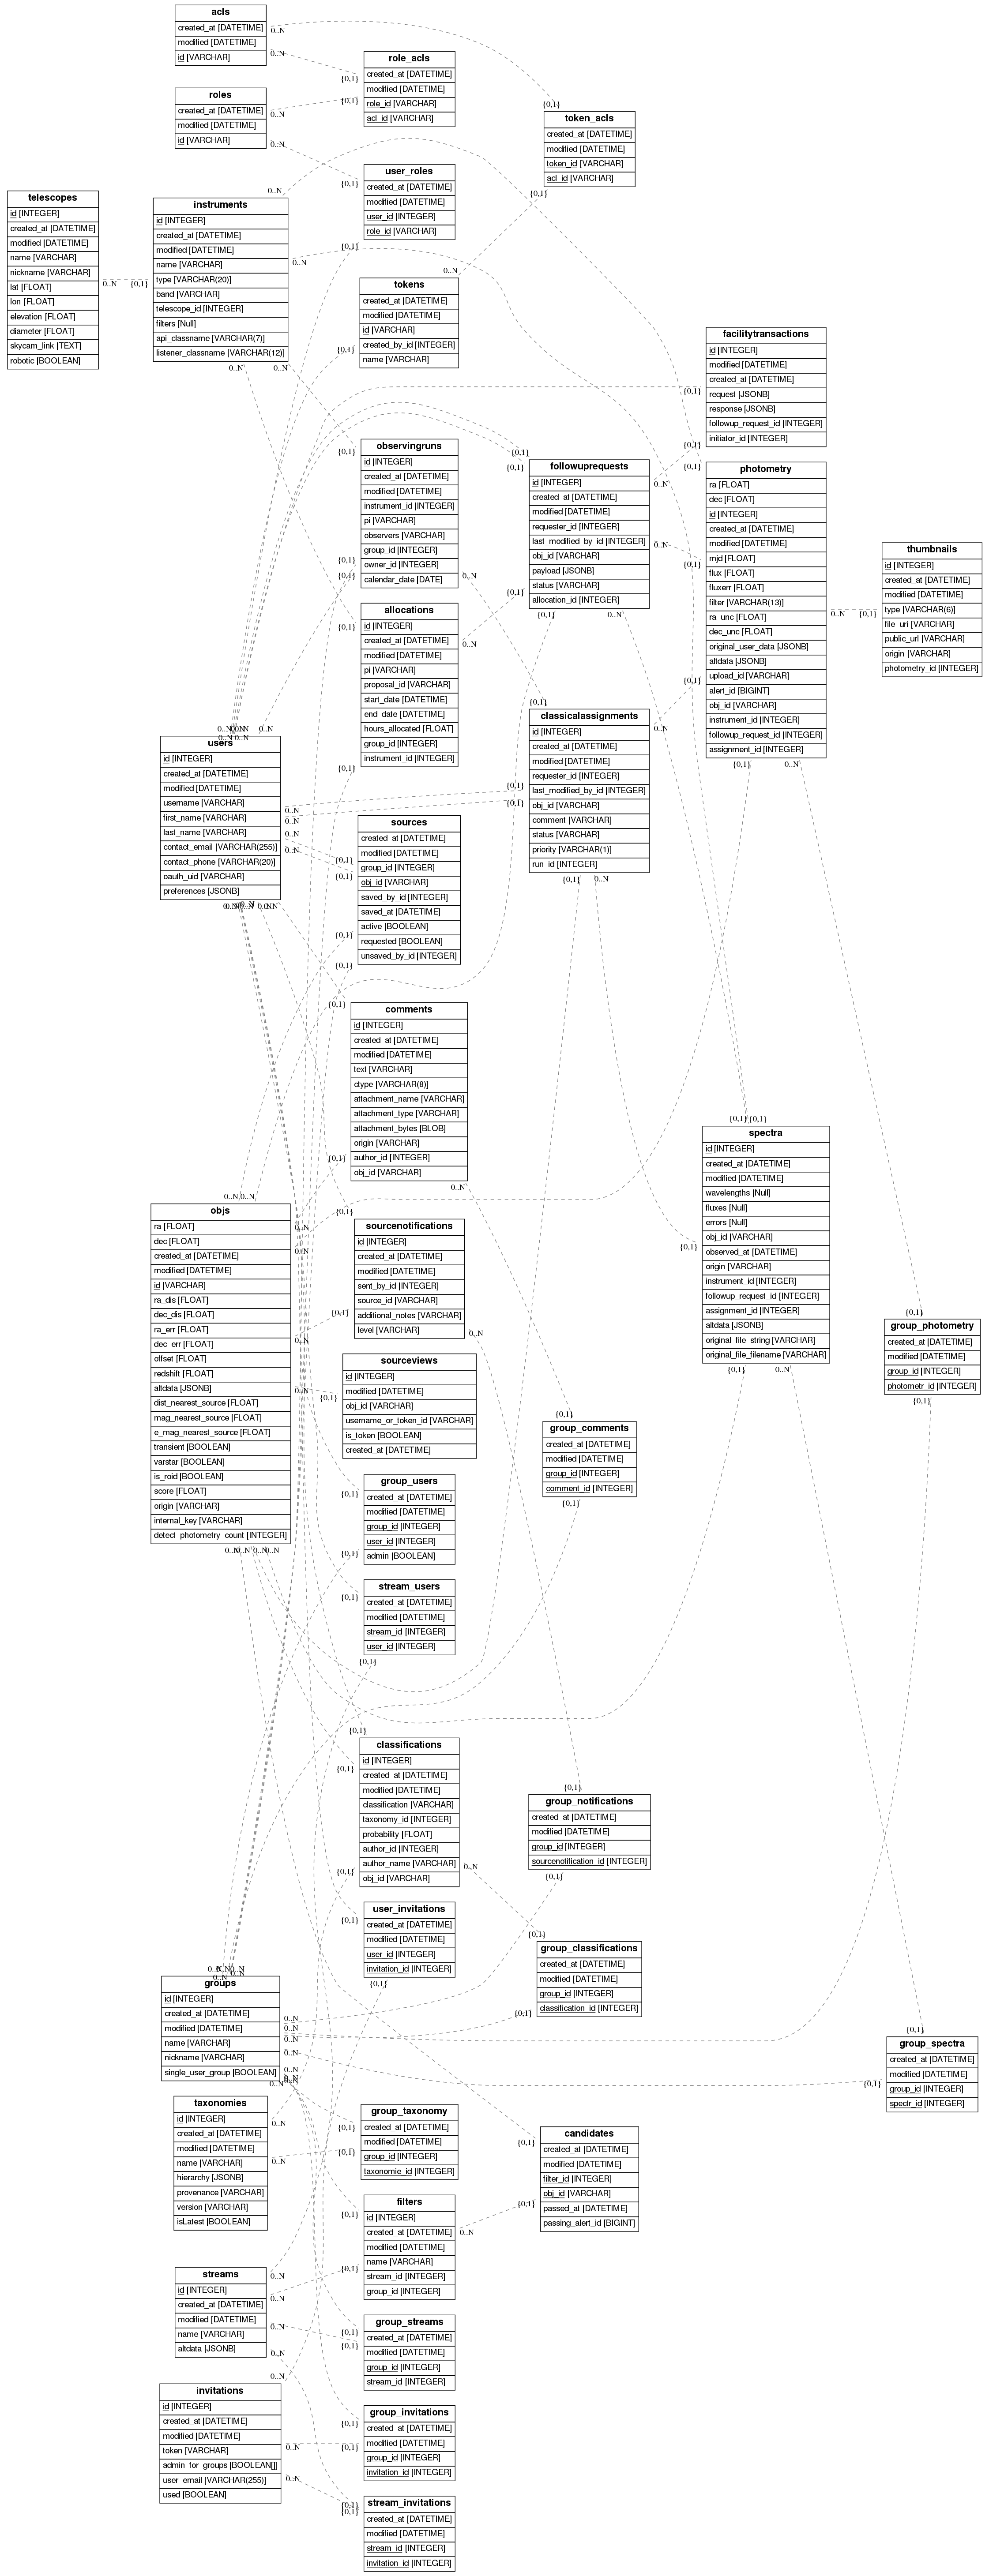 acls
created_at [DATETIME]
modified [DATETIME]
id [VARCHAR]
roles
created_at [DATETIME]
modified [DATETIME]
id [VARCHAR]
role_acls
created_at [DATETIME]
modified [DATETIME]
role_id [VARCHAR]
acl_id [VARCHAR]
token_acls
created_at [DATETIME]
modified [DATETIME]
token_id [VARCHAR]
acl_id [VARCHAR]
user_roles
created_at [DATETIME]
modified [DATETIME]
user_id [INTEGER]
role_id [VARCHAR]
telescopes
id [INTEGER]
created_at [DATETIME]
modified [DATETIME]
name [VARCHAR]
nickname [VARCHAR]
lat [FLOAT]
lon [FLOAT]
elevation [FLOAT]
diameter [FLOAT]
skycam_link [TEXT]
robotic [BOOLEAN]
instruments
id [INTEGER]
created_at [DATETIME]
modified [DATETIME]
name [VARCHAR]
type [VARCHAR(20)]
band [VARCHAR]
telescope_id [INTEGER]
filters [Null]
api_classname [VARCHAR(7)]
listener_classname [VARCHAR(12)]
tokens
created_at [DATETIME]
modified [DATETIME]
id [VARCHAR]
created_by_id [INTEGER]
name [VARCHAR]
facilitytransactions
id [INTEGER]
modified [DATETIME]
created_at [DATETIME]
request [JSONB]
response [JSONB]
followup_request_id [INTEGER]
initiator_id [INTEGER]
observingruns
id [INTEGER]
created_at [DATETIME]
modified [DATETIME]
instrument_id [INTEGER]
pi [VARCHAR]
observers [VARCHAR]
group_id [INTEGER]
owner_id [INTEGER]
calendar_date [DATE]
followuprequests
id [INTEGER]
created_at [DATETIME]
modified [DATETIME]
requester_id [INTEGER]
last_modified_by_id [INTEGER]
obj_id [VARCHAR]
payload [JSONB]
status [VARCHAR]
allocation_id [INTEGER]
photometry
ra [FLOAT]
dec [FLOAT]
id [INTEGER]
created_at [DATETIME]
modified [DATETIME]
mjd [FLOAT]
flux [FLOAT]
fluxerr [FLOAT]
filter [VARCHAR(13)]
ra_unc [FLOAT]
dec_unc [FLOAT]
original_user_data [JSONB]
altdata [JSONB]
upload_id [VARCHAR]
alert_id [BIGINT]
obj_id [VARCHAR]
instrument_id [INTEGER]
followup_request_id [INTEGER]
assignment_id [INTEGER]
thumbnails
id [INTEGER]
created_at [DATETIME]
modified [DATETIME]
type [VARCHAR(6)]
file_uri [VARCHAR]
public_url [VARCHAR]
origin [VARCHAR]
photometry_id [INTEGER]
allocations
id [INTEGER]
created_at [DATETIME]
modified [DATETIME]
pi [VARCHAR]
proposal_id [VARCHAR]
start_date [DATETIME]
end_date [DATETIME]
hours_allocated [FLOAT]
group_id [INTEGER]
instrument_id [INTEGER]
classicalassignments
id [INTEGER]
created_at [DATETIME]
modified [DATETIME]
requester_id [INTEGER]
last_modified_by_id [INTEGER]
obj_id [VARCHAR]
comment [VARCHAR]
status [VARCHAR]
priority [VARCHAR(1)]
run_id [INTEGER]
users
id [INTEGER]
created_at [DATETIME]
modified [DATETIME]
username [VARCHAR]
first_name [VARCHAR]
last_name [VARCHAR]
contact_email [VARCHAR(255)]
contact_phone [VARCHAR(20)]
oauth_uid [VARCHAR]
preferences [JSONB]
sources
created_at [DATETIME]
modified [DATETIME]
group_id [INTEGER]
obj_id [VARCHAR]
saved_by_id [INTEGER]
saved_at [DATETIME]
active [BOOLEAN]
requested [BOOLEAN]
unsaved_by_id [INTEGER]
comments
id [INTEGER]
created_at [DATETIME]
modified [DATETIME]
text [VARCHAR]
ctype [VARCHAR(8)]
attachment_name [VARCHAR]
attachment_type [VARCHAR]
attachment_bytes [BLOB]
origin [VARCHAR]
author_id [INTEGER]
obj_id [VARCHAR]
spectra
id [INTEGER]
created_at [DATETIME]
modified [DATETIME]
wavelengths [Null]
fluxes [Null]
errors [Null]
obj_id [VARCHAR]
observed_at [DATETIME]
origin [VARCHAR]
instrument_id [INTEGER]
followup_request_id [INTEGER]
assignment_id [INTEGER]
altdata [JSONB]
original_file_string [VARCHAR]
original_file_filename [VARCHAR]
objs
ra [FLOAT]
dec [FLOAT]
created_at [DATETIME]
modified [DATETIME]
id [VARCHAR]
ra_dis [FLOAT]
dec_dis [FLOAT]
ra_err [FLOAT]
dec_err [FLOAT]
offset [FLOAT]
redshift [FLOAT]
altdata [JSONB]
dist_nearest_source [FLOAT]
mag_nearest_source [FLOAT]
e_mag_nearest_source [FLOAT]
transient [BOOLEAN]
varstar [BOOLEAN]
is_roid [BOOLEAN]
score [FLOAT]
origin [VARCHAR]
internal_key [VARCHAR]
detect_photometry_count [INTEGER]
sourcenotifications
id [INTEGER]
created_at [DATETIME]
modified [DATETIME]
sent_by_id [INTEGER]
source_id [VARCHAR]
additional_notes [VARCHAR]
level [VARCHAR]
sourceviews
id [INTEGER]
modified [DATETIME]
obj_id [VARCHAR]
username_or_token_id [VARCHAR]
is_token [BOOLEAN]
created_at [DATETIME]
group_photometry
created_at [DATETIME]
modified [DATETIME]
group_id [INTEGER]
photometr_id [INTEGER]
group_comments
created_at [DATETIME]
modified [DATETIME]
group_id [INTEGER]
comment_id [INTEGER]
group_users
created_at [DATETIME]
modified [DATETIME]
group_id [INTEGER]
user_id [INTEGER]
admin [BOOLEAN]
stream_users
created_at [DATETIME]
modified [DATETIME]
stream_id [INTEGER]
user_id [INTEGER]
classifications
id [INTEGER]
created_at [DATETIME]
modified [DATETIME]
classification [VARCHAR]
taxonomy_id [INTEGER]
probability [FLOAT]
author_id [INTEGER]
author_name [VARCHAR]
obj_id [VARCHAR]
group_notifications
created_at [DATETIME]
modified [DATETIME]
group_id [INTEGER]
sourcenotification_id [INTEGER]
user_invitations
created_at [DATETIME]
modified [DATETIME]
user_id [INTEGER]
invitation_id [INTEGER]
group_classifications
created_at [DATETIME]
modified [DATETIME]
group_id [INTEGER]
classification_id [INTEGER]
groups
id [INTEGER]
created_at [DATETIME]
modified [DATETIME]
name [VARCHAR]
nickname [VARCHAR]
single_user_group [BOOLEAN]
group_spectra
created_at [DATETIME]
modified [DATETIME]
group_id [INTEGER]
spectr_id [INTEGER]
taxonomies
id [INTEGER]
created_at [DATETIME]
modified [DATETIME]
name [VARCHAR]
hierarchy [JSONB]
provenance [VARCHAR]
version [VARCHAR]
isLatest [BOOLEAN]
group_taxonomy
created_at [DATETIME]
modified [DATETIME]
group_id [INTEGER]
taxonomie_id [INTEGER]
candidates
created_at [DATETIME]
modified [DATETIME]
filter_id [INTEGER]
obj_id [VARCHAR]
passed_at [DATETIME]
passing_alert_id [BIGINT]
filters
id [INTEGER]
created_at [DATETIME]
modified [DATETIME]
name [VARCHAR]
stream_id [INTEGER]
group_id [INTEGER]
streams
id [INTEGER]
created_at [DATETIME]
modified [DATETIME]
name [VARCHAR]
altdata [JSONB]
group_streams
created_at [DATETIME]
modified [DATETIME]
group_id [INTEGER]
stream_id [INTEGER]
invitations
id [INTEGER]
created_at [DATETIME]
modified [DATETIME]
token [VARCHAR]
admin_for_groups [BOOLEAN[]]
user_email [VARCHAR(255)]
used [BOOLEAN]
group_invitations
created_at [DATETIME]
modified [DATETIME]
group_id [INTEGER]
invitation_id [INTEGER]
stream_invitations
created_at [DATETIME]
modified [DATETIME]
stream_id [INTEGER]
invitation_id [INTEGER]